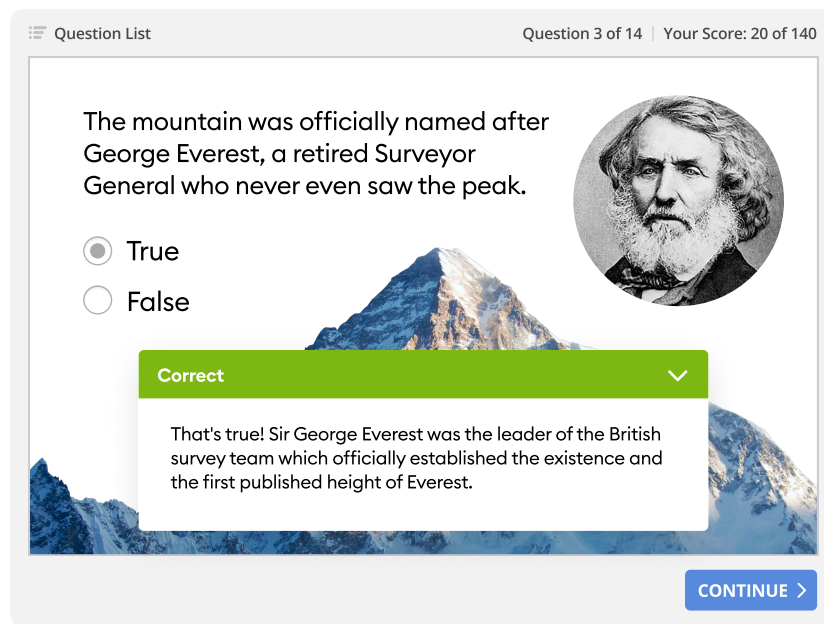 Question List
Question 3 of 14
Your Score: 20 of 140
The mountain was officially named after
George Everest, a retired Surveyor
General who never even saw the peak.
True
False
Correct
That's true! Sir George Everest was the leader of the British
survey team which officially established the existence and
the first published height of Everest.
CONTINUE